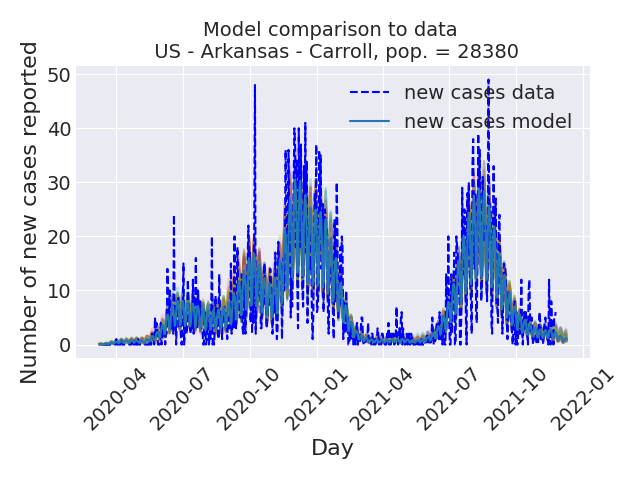 Model comparison to data
US - Arkansas - Carroll, pop. = 28380
Number of new cases reported
50
40
30
20
10
0
new cases data
new cases model
2020-04
2020-07
2020-10
2021-01
2021-04
2021-07
2021-10
2022-01
Day